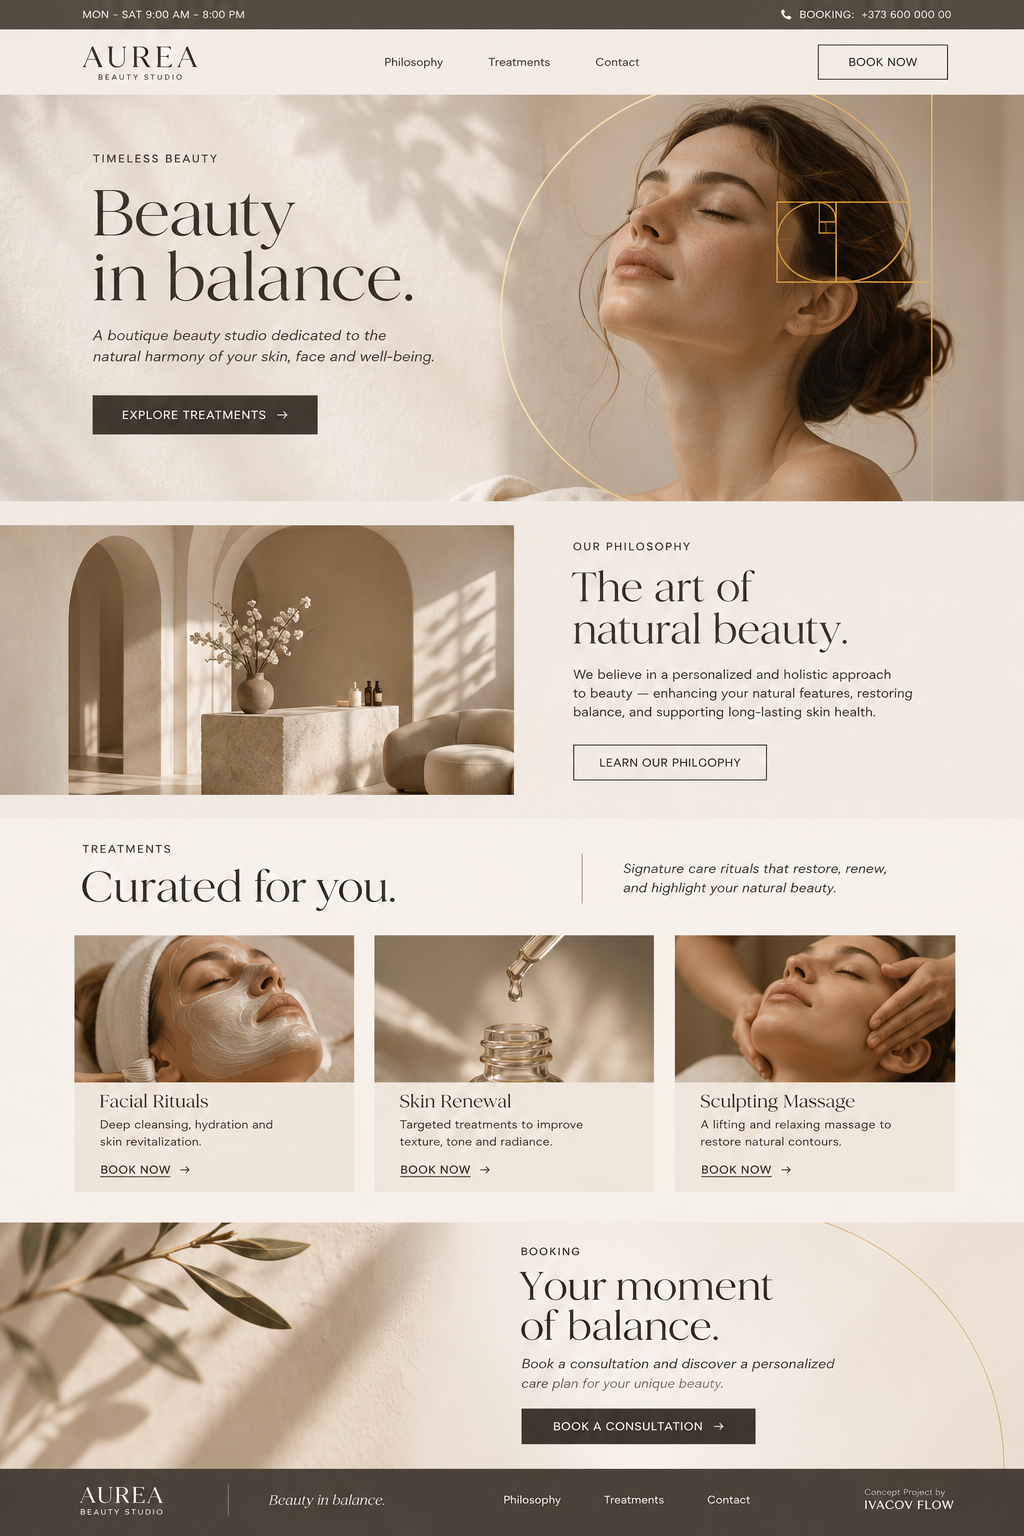 MON – SAT 9:00 AM – 8:00 PM
BOOKING: +373 600 000 00
AUREA
BEAUTY STUDIO
Philosophy
Treatments
Contact
BOOK NOW
TIMELESS BEAUTY
Beauty
in balance.
A boutique beauty studio dedicated to the
natural harmony of your skin, face and well-being.
EXPLORE TREATMENTS →
OUR PHILOSOPHY
The art of
natural beauty.
We believe in a personalized and holistic approach
to beauty — enhancing your natural features, restoring
balance, and supporting long-lasting skin health.
LEARN OUR PHILGOPHY
TREATMENTS
Curated for you.
Signature care rituals that restore, renew,
and highlight your natural beauty.
Facial Rituals
Deep cleansing, hydration and
skin revitalization.
BOOK NOW →
Skin Renewal
Targeted treatments to improve
texture, tone and radiance.
BOOK NOW →
Sculpting Massage
A lifting and relaxing massage to
restore natural contours.
BOOK NOW →
BOOKING
Your moment
of balance.
Book a consultation and discover a personalized
care plan for your unique beauty.
BOOK A CONSULTATION →
AUREA
BEAUTY STUDIO
Beauty in balance.
Philosophy
Treatments
Contact
Concept Project by
IVACOV FLOW